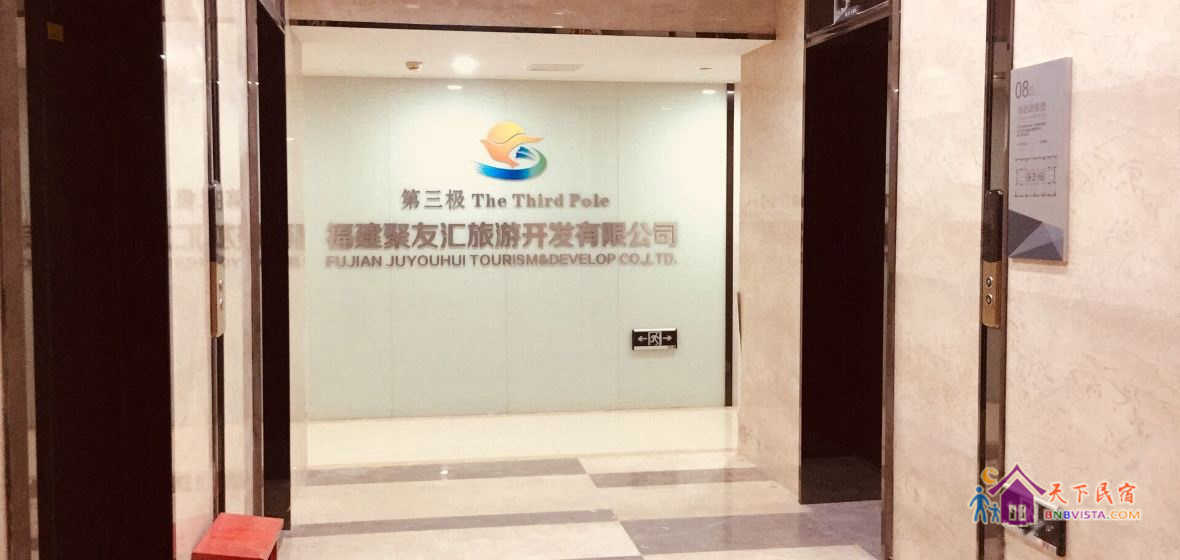 第三极 The Third Pole
福建聚友汇旅游开发有限公司
FUJIAN JUYOUHUI TOURISM&DEVELOP CO.,LTD.
08
天下民宿
BNBVISTA.COM